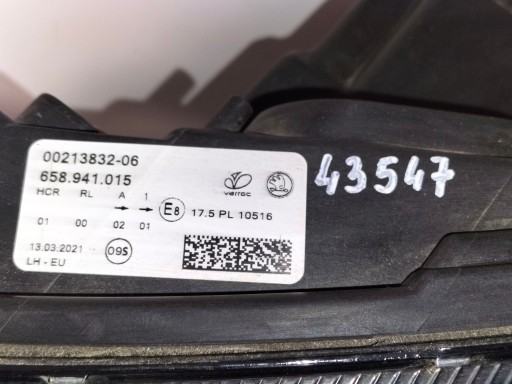 00213832-06
658.941.015
HCR RL A 1
→ →
01 00 02 01
E8 17.5 PL 10516
varroc
13.03.2021 09S
LH - EU
43547